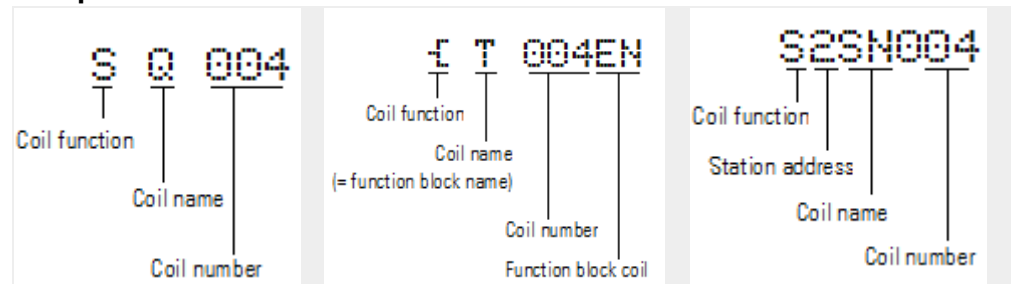 S Q 004
Coil function
Coil name
Coil number
T 004EN
Coil function
Coil name
(= function block name)
Coil number
Function block coil
S2SN004
Coil function
Station address
Coil name
Coil number